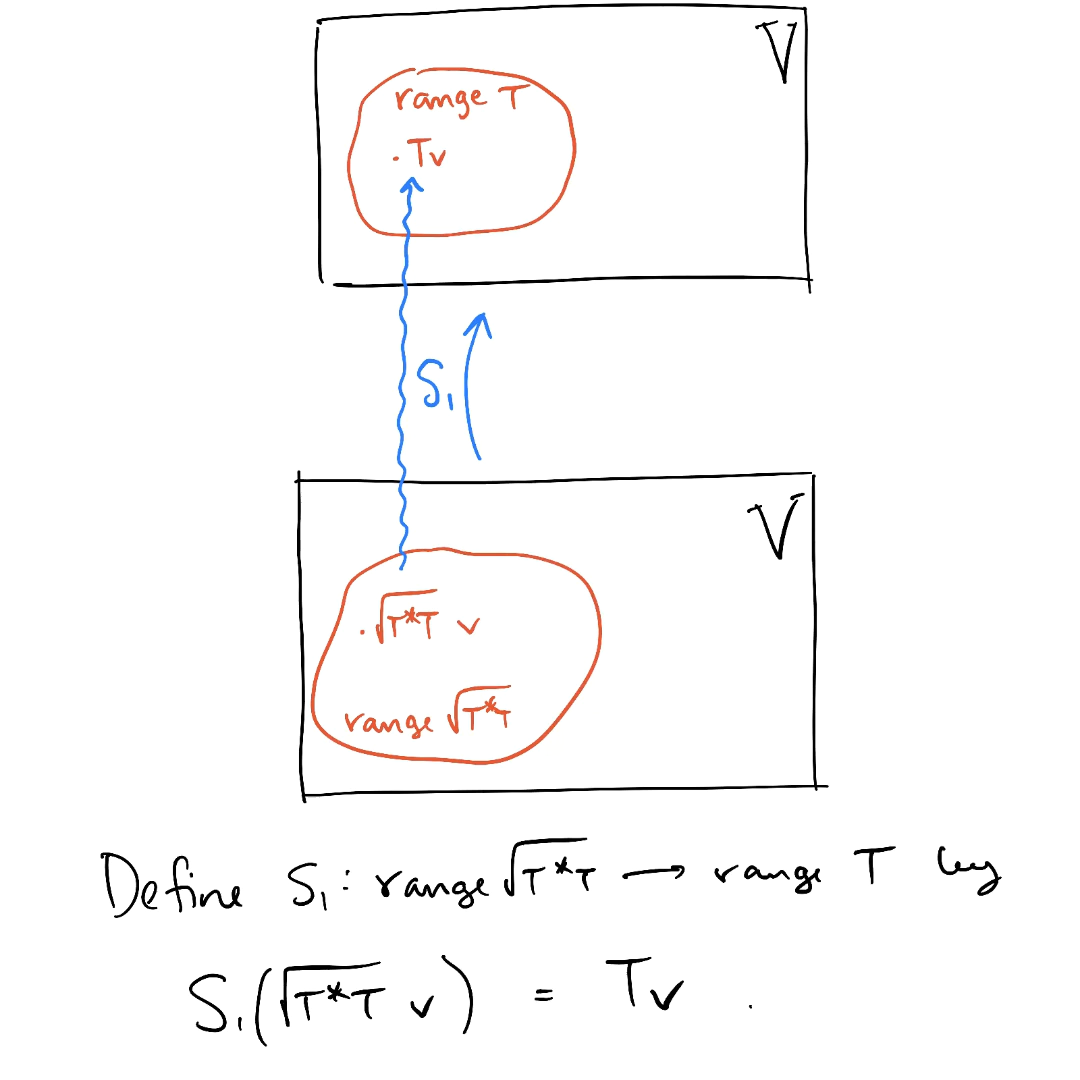 V
range T
. Tv
S₁
V
. √T*T v
range √T*T
Define S₁ : range √T*T → range T by
S₁(√T*T v) = Tv .